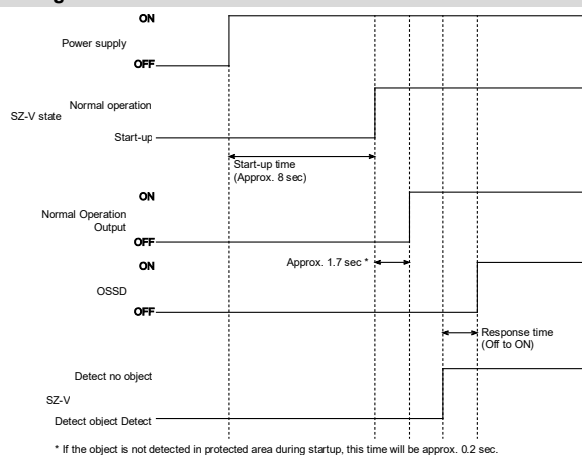 ON
Power supply
OFF
Normal operation
SZ-V state
Start-up
Start-up time
(Approx. 8 sec)
ON
Normal Operation
Output
OFF
ON
Approx. 1.7 sec *
OSSD
OFF
Response time
(Off to ON)
Detect no object
SZ-V
Detect object Detect
* If the object is not detected in protected area during startup, this time will be approx. 0.2 sec.